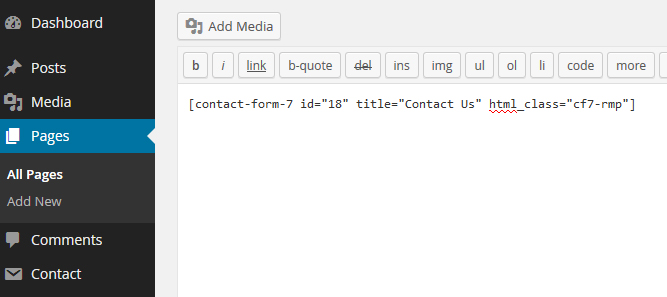 Dashboard
Posts
Media
Pages
All Pages
Add New
Comments
Contact
Add Media
b i link b-quote del ins img ul ol li code more
[contact-form-7 id="18" title="Contact Us" html_class="cf7-rmp"]